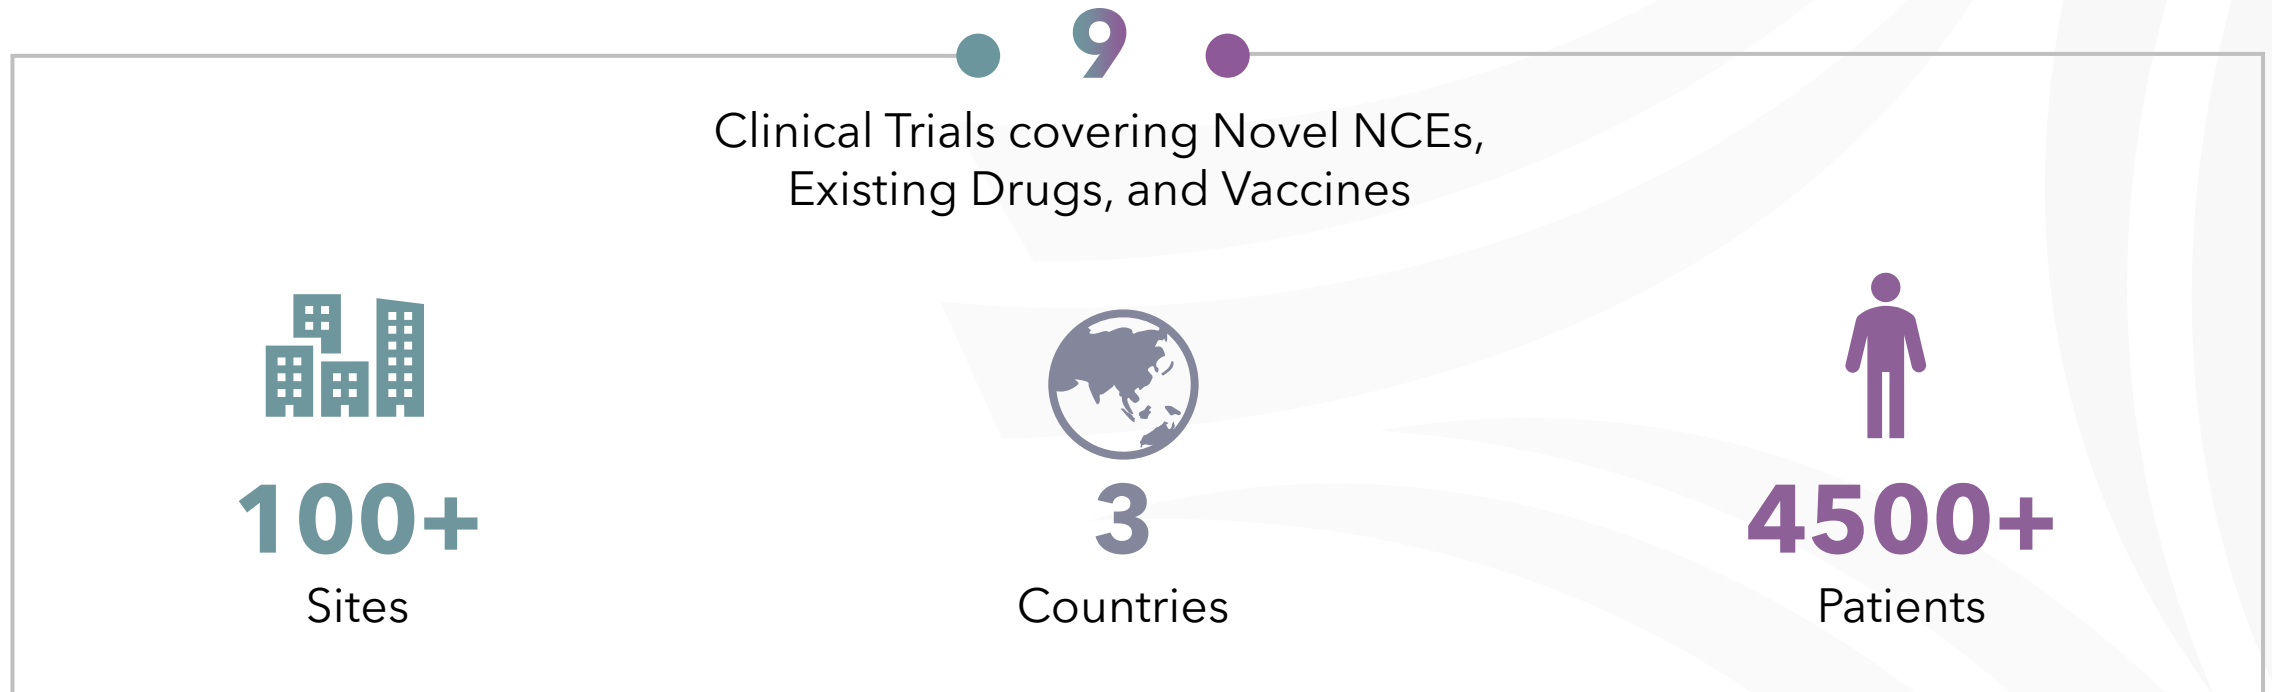 9
Clinical Trials covering Novel NCEs,
Existing Drugs, and Vaccines
100+
Sites
3
Countries
4500+
Patients